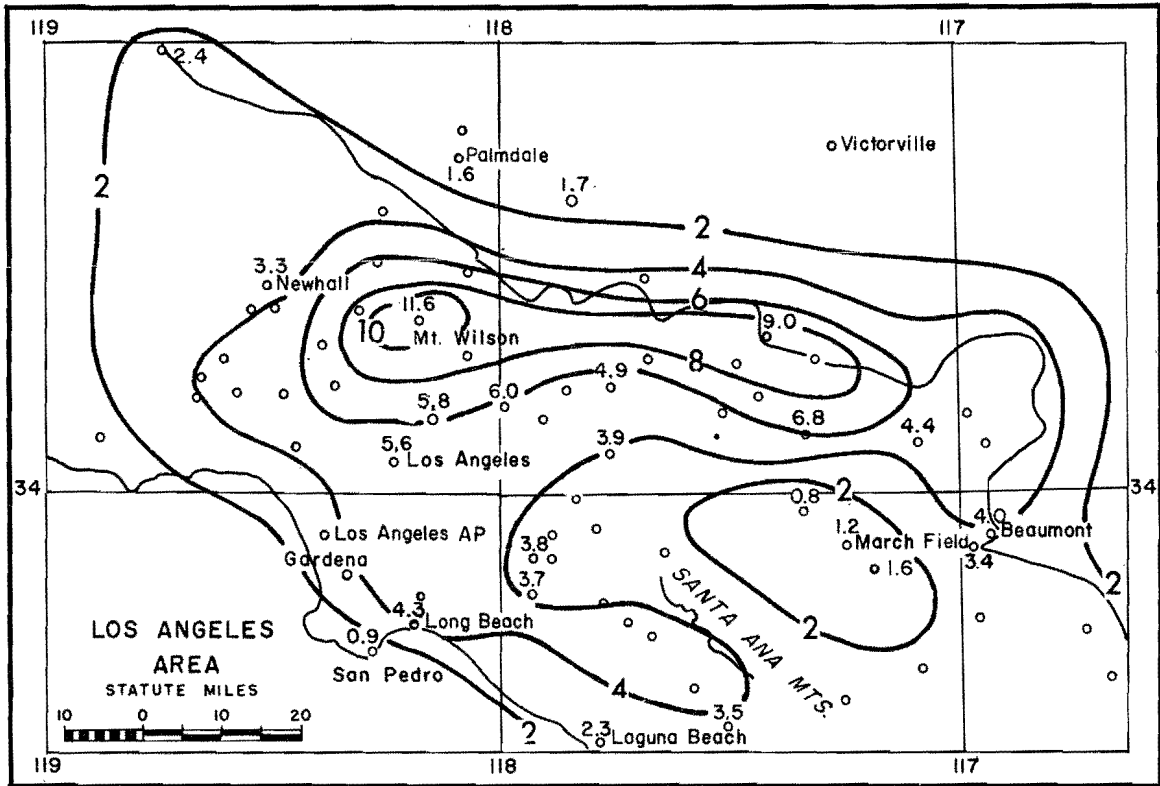 119 118 117
2.4
Victorville
Palmdale
1.6
1.7
2
2
3.3
Newhall
4
6
11.6
10
Mt. Wilson
9.0
8
4.9
6.0
5.8
6.8
4.4
3.9
5.6
Los Angeles
34 34
2
0.8
4.0
Beaumont
1.2
March Field
3.4
Los Angeles AP
Gardena
3.8
1.6
3.7
2
4.3
Long Beach
SANTA ANA MTS.
2
0.9
San Pedro
LOS ANGELES
AREA
STATUTE MILES
10 0 10 20
4
3.5
2
2.3
Laguna Beach
119 118 117